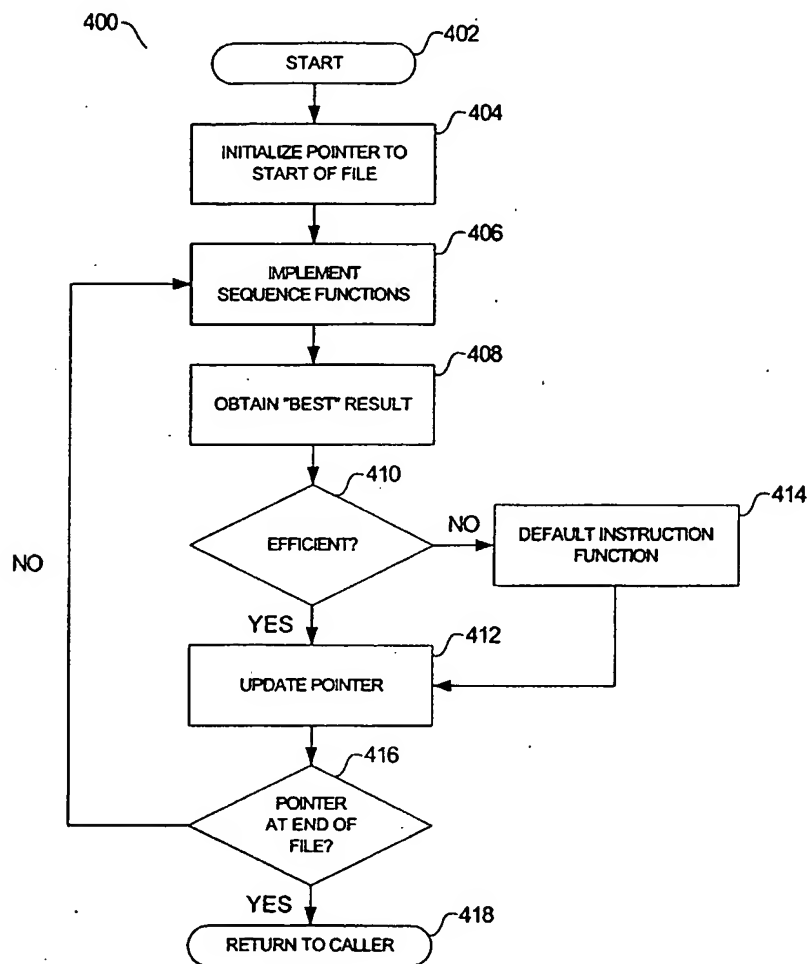 400
START
402
404
INITIALIZE POINTER TO
START OF FILE
406
IMPLEMENT
SEQUENCE FUNCTIONS
408
OBTAIN "BEST" RESULT
410
EFFICIENT?
NO
414
DEFAULT INSTRUCTION
FUNCTION
NO
YES
412
UPDATE POINTER
416
POINTER
AT END OF
FILE?
YES
418
RETURN TO CALLER